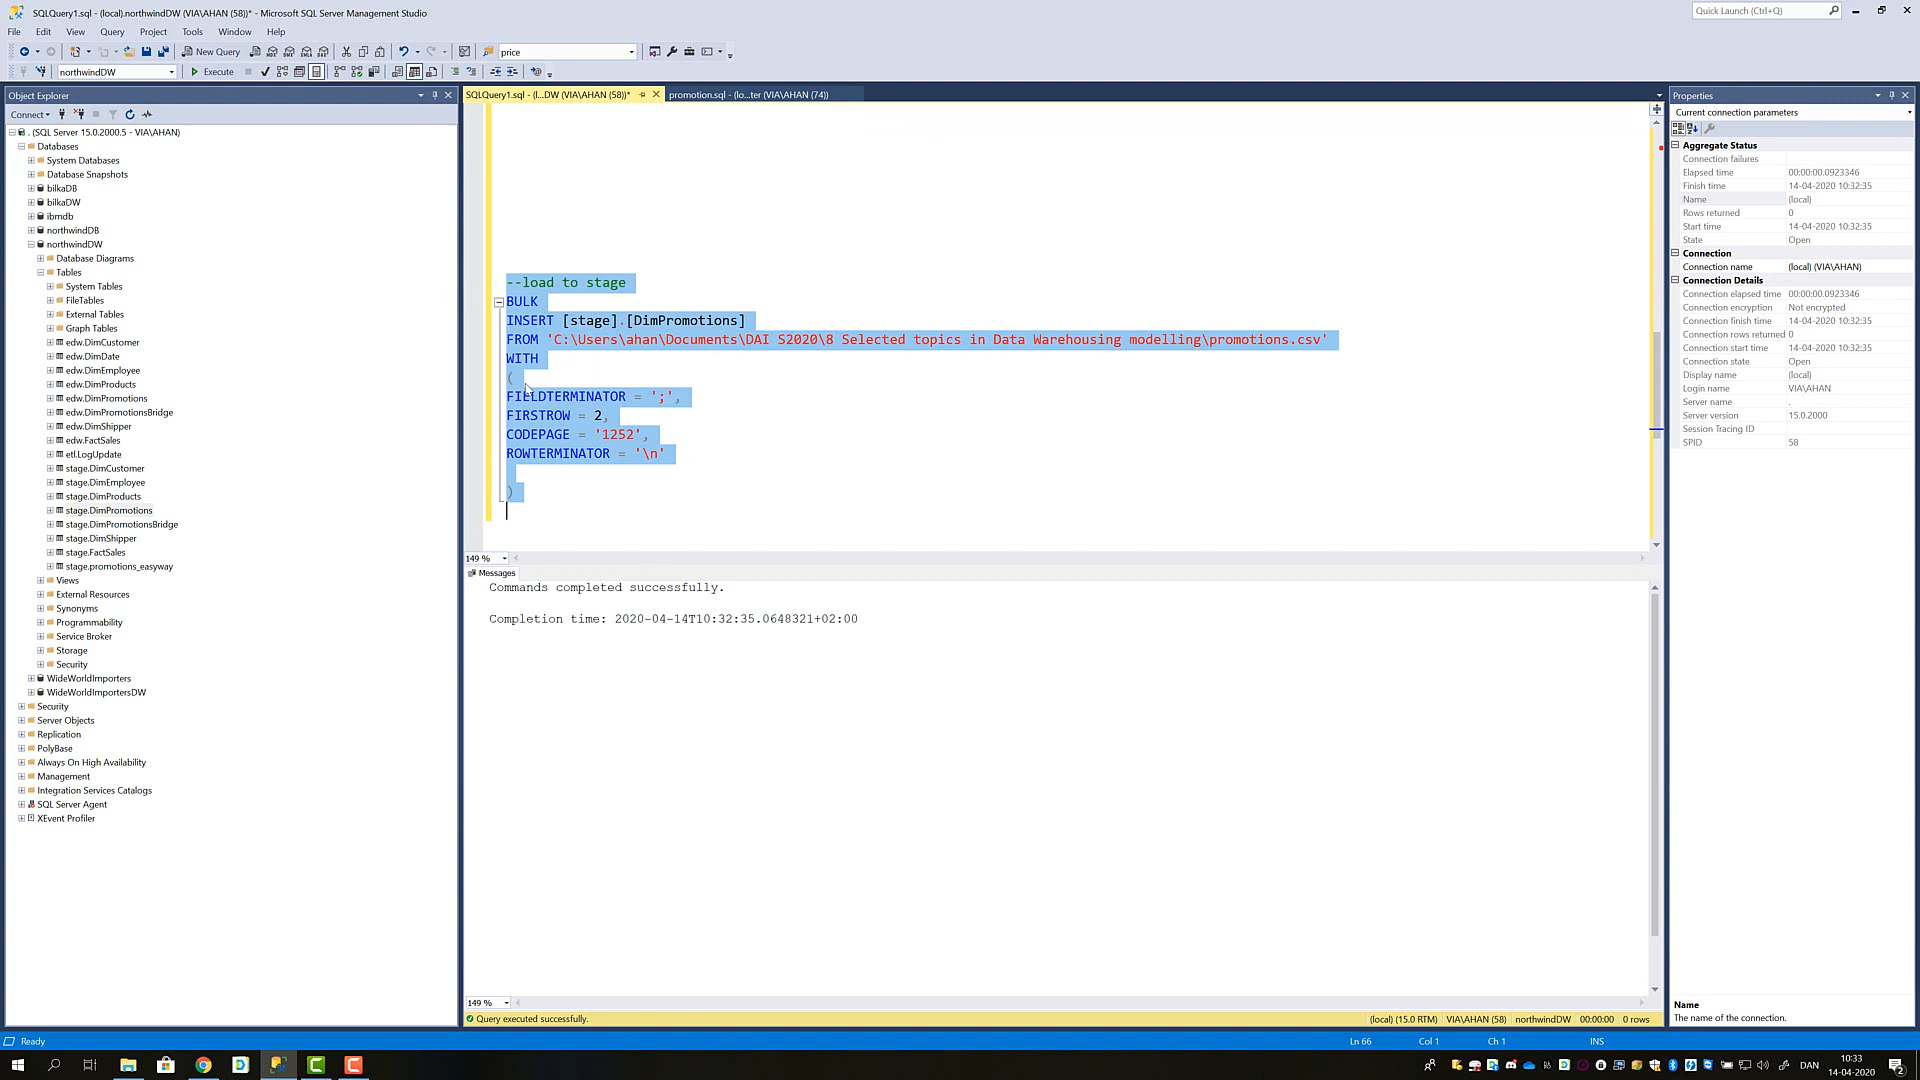 SQLQuery1.sql - (local).northwindDW (VIA\AHAN (58))* - Microsoft SQL Server Management Studio
Quick Launch (Ctrl+Q)
File Edit View Query Project Tools Window Help
New Query
price
northwindDW
Execute
Object Explorer
SQLQuery1.sql - (l...DW (VIA\AHAN (58))*
promotion.sql - (lo...ter (VIA\AHAN (74))
Properties
Connect
Current connection parameters
. (SQL Server 15.0.2000.5 - VIA\AHAN)
Databases
System Databases
Database Snapshots
bilkaDB
bilkaDW
ibmdb
northwindDB
northwindDW
Database Diagrams
Tables
System Tables
FileTables
External Tables
Graph Tables
edw.DimCustomer
edw.DimDate
edw.DimEmployee
edw.DimProducts
edw.DimPromotions
edw.DimPromotionsBridge
edw.DimShipper
edw.FactSales
etl.LogUpdate
stage.DimCustomer
stage.DimEmployee
stage.DimProducts
stage.DimPromotions
stage.DimPromotionsBridge
stage.DimShipper
stage.FactSales
stage.promotions_easyway
Views
External Resources
Synonyms
Programmability
Service Broker
Storage
Security
WideWorldImporters
WideWorldImportersDW
Security
Server Objects
Replication
PolyBase
Always On High Availability
Management
Integration Services Catalogs
SQL Server Agent
XEvent Profiler
--load to stage
BULK
INSERT [stage].[DimPromotions]
FROM 'C:\Users\ahan\Documents\DAI S2020\8 Selected topics in Data Warehousing modelling\promotions.csv'
WITH
(
FIELDTERMINATOR = ';',
FIRSTROW = 2,
CODEPAGE = '1252',
ROWTERMINATOR = '\n'
)
149 %
Messages
Commands completed successfully.
Completion time: 2020-04-14T10:32:35.0648321+02:00
149 %
Query executed successfully.
(local) (15.0 RTM) VIA\AHAN (58) northwindDW 00:00:00 0 rows
Aggregate Status
Connection failures
Elapsed time 00:00:00.0923346
Finish time 14-04-2020 10:32:35
Name (local)
Rows returned 0
Start time 14-04-2020 10:32:35
State Open
Connection
Connection name (local) (VIA\AHAN)
Connection Details
Connection elapsed time 00:00:00.0923346
Connection encryption Not encrypted
Connection finish time 14-04-2020 10:32:35
Connection rows returned 0
Connection start time 14-04-2020 10:32:35
Connection state Open
Display name (local)
Login name VIA\AHAN
Server name .
Server version 15.0.2000
Session Tracing ID
SPID 58
Name
The name of the connection.
Ready
Ln 66 Col 1 Ch 1 INS
DAN
10:33
14-04-2020
2